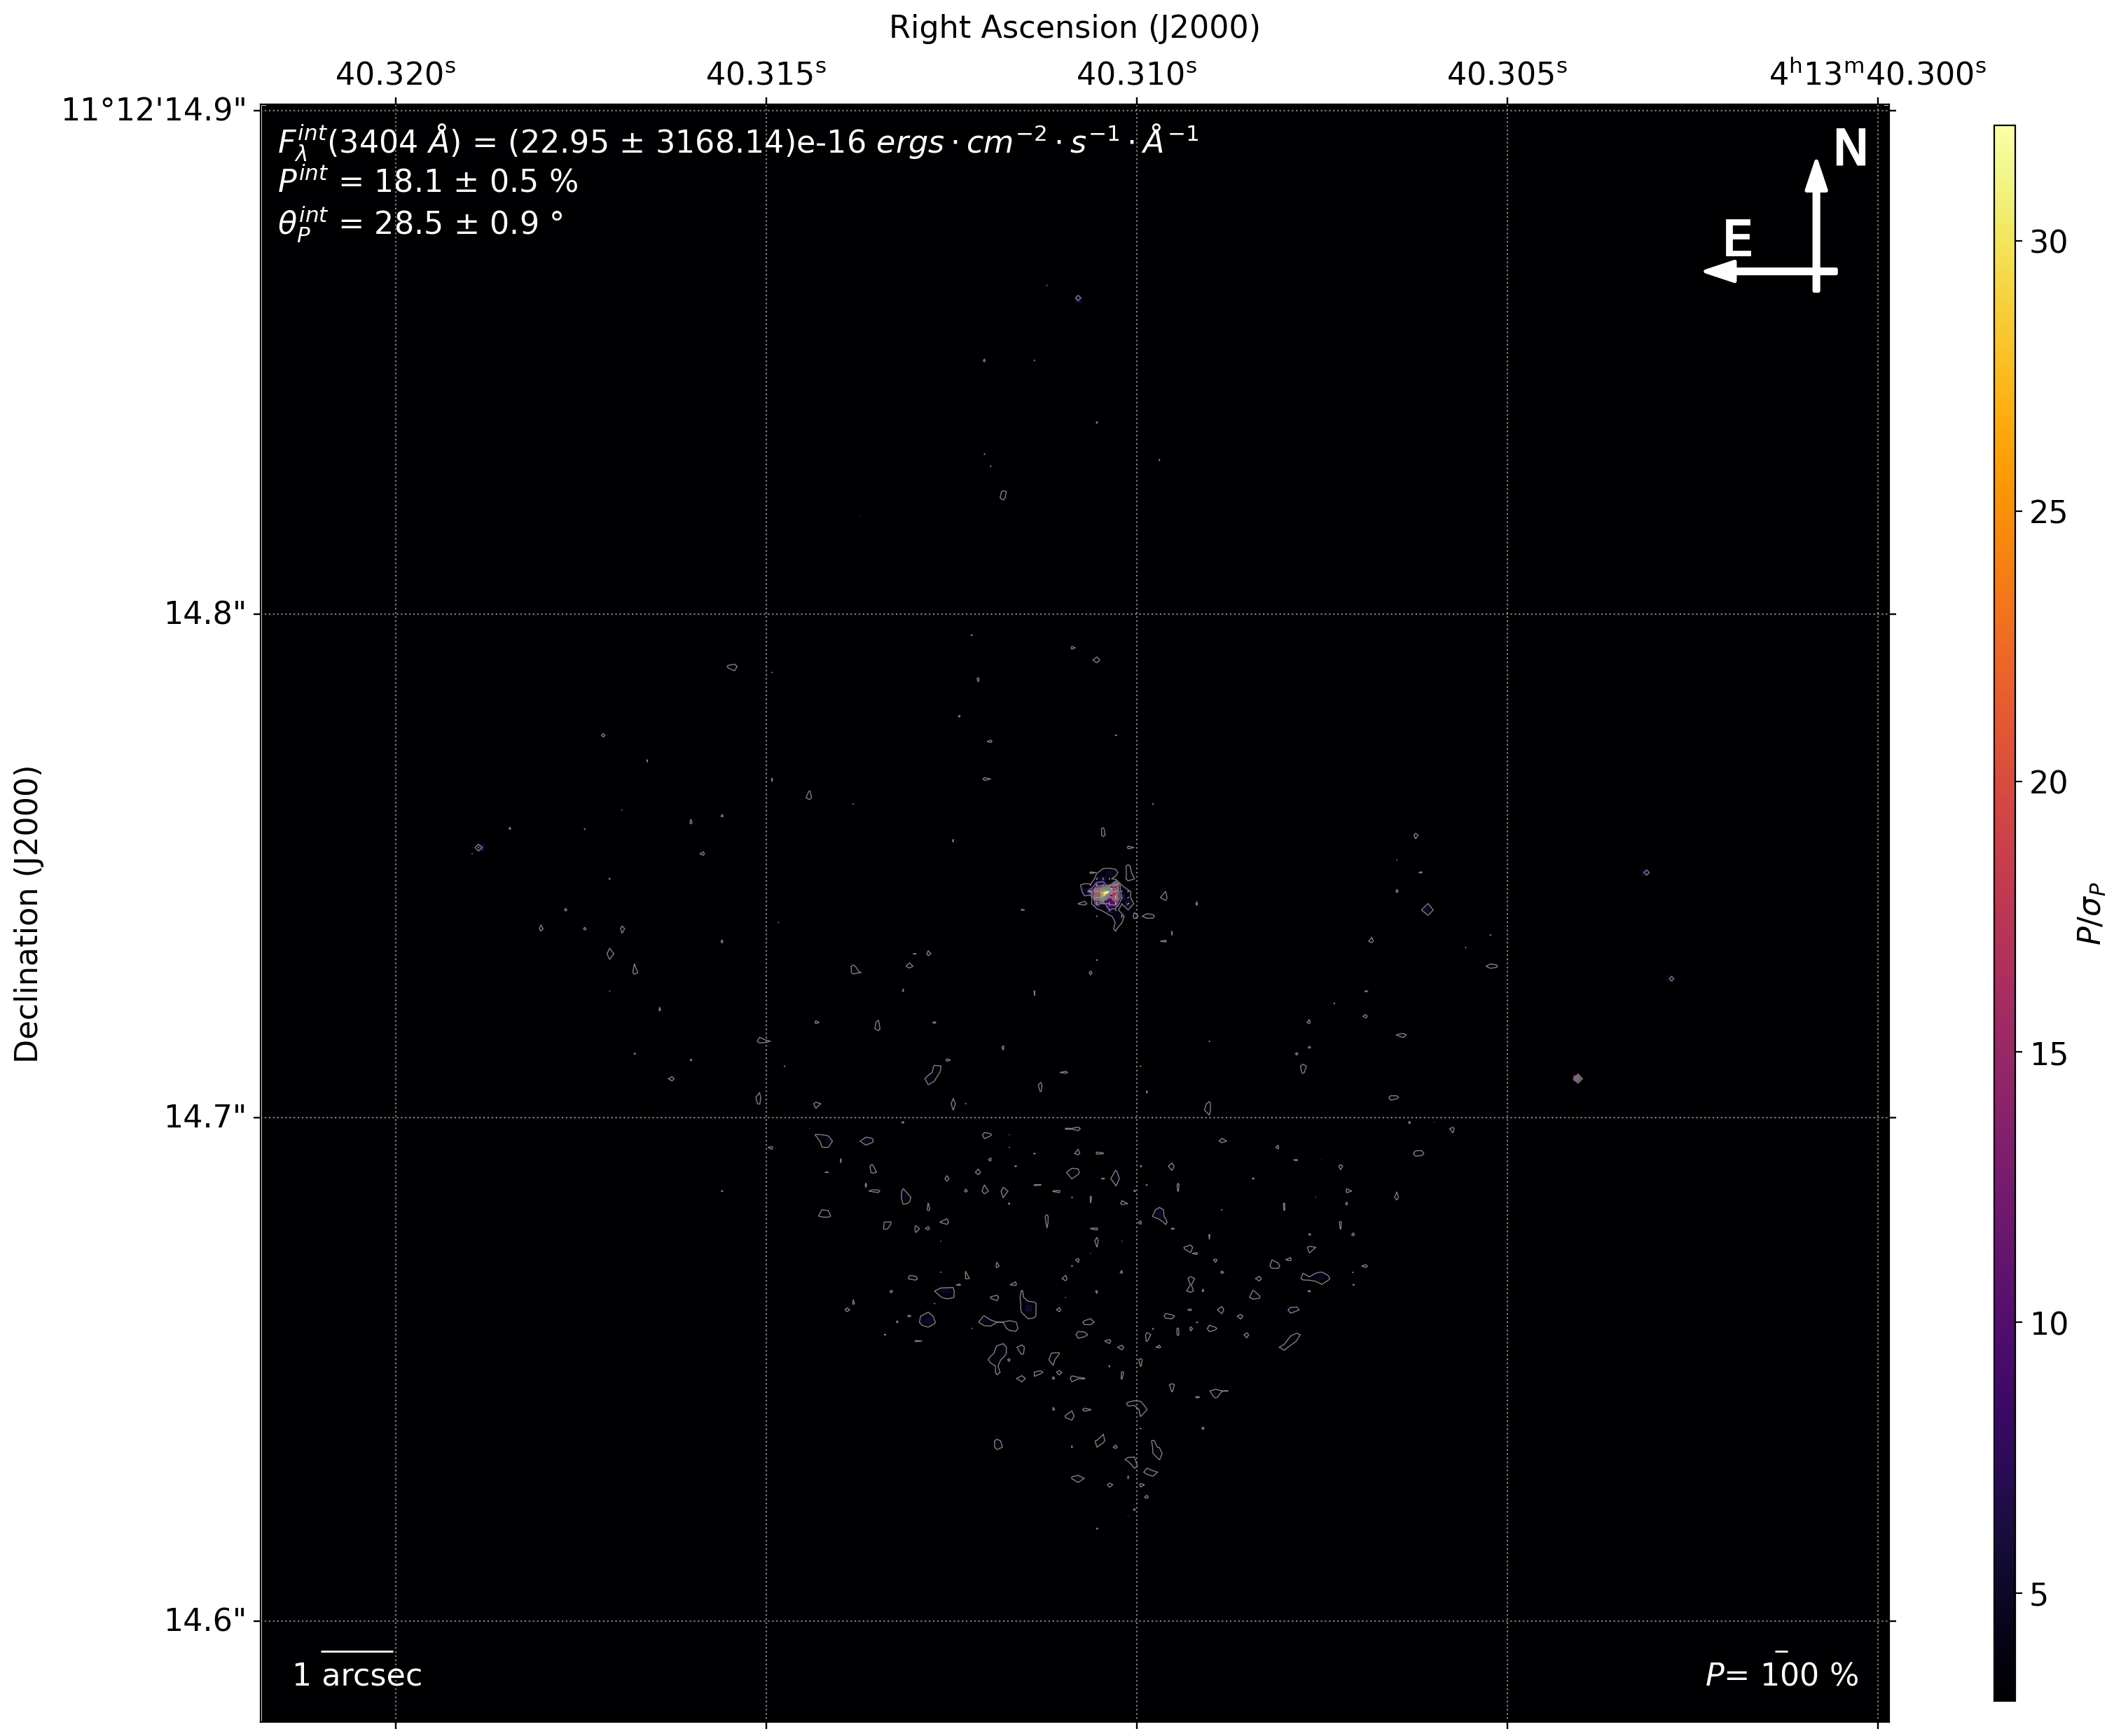 Right Ascension (J2000)
40.320ˢ 40.315ˢ 40.310ˢ 40.305ˢ 4ʰ13ᵐ40.300ˢ
11°12'14.9"
F_λ^int(3404 Å) = (22.95 ± 3168.14)e-16 ergs · cm⁻² · s⁻¹ · Å⁻¹
P^int = 18.1 ± 0.5 %
θ_P^int = 28.5 ± 0.9 °
N
E
14.8"
14.7"
14.6"
Declination (J2000)
1 arcsec
P= 100 %
30
25
20
15
10
5
P/σ_P